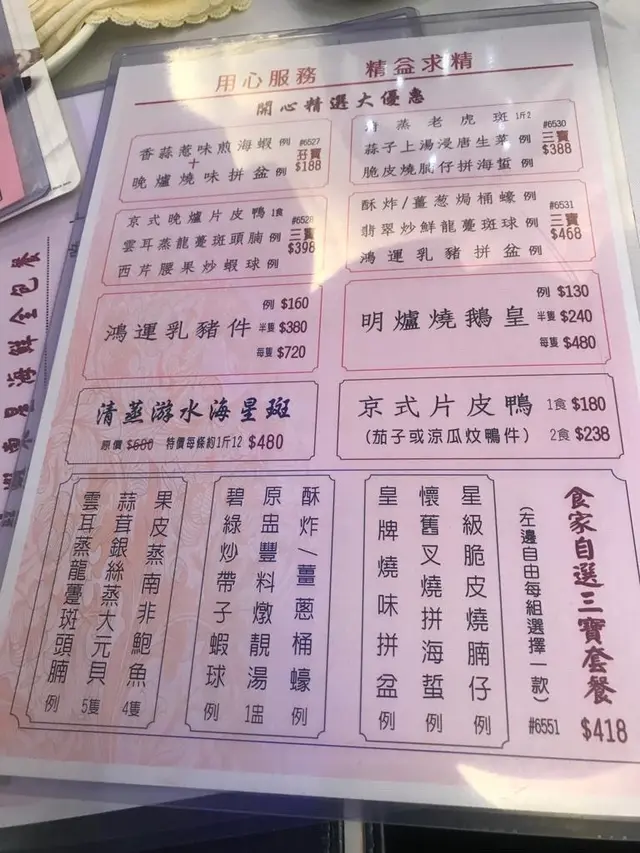 用心服務 精益求精
開心精選大優惠
香蒜惹味煎海蝦 例
+
晚爐燒味拼盆 例
#6527
孖寶
$188
清蒸老虎斑 1斤2
蒜子上湯浸唐生菜 例
脆皮燒腩仔拼海蜇 例
#6530
三寶
$388
京式晚爐片皮鴨 1食
雲耳蒸龍躉斑頭腩 例
西芹腰果炒蝦球 例
#6528
三寶
$398
酥炸/薑葱焗桶蠔 例
翡翠炒鮮龍躉斑球 例
鴻運乳豬拼盆 例
#6531
三寶
$468
鴻運乳豬件
例 $160
半隻 $380
每隻 $720
明爐燒鵝皇
例 $130
半隻 $240
每隻 $480
清蒸游水海星斑
原價 $680 特價每條約1斤12 $480
京式片皮鴨 1食 $180
(茄子或涼瓜炆鴨件) 2食 $238
食家自選三寶套餐
(左邊自由每組選擇一款)
#6551
$418
星級脆皮燒腩仔 例
懷舊叉燒拼海蜇 例
皇牌燒味拼盆 例
酥炸/薑蔥桶蠔 例
原盅豐料燉靚湯 1盅
碧綠炒帶子蝦球 例
果皮蒸南非鮑魚 4隻
蒜茸銀絲蒸大元貝 5隻
雲耳蒸龍躉斑頭腩 例